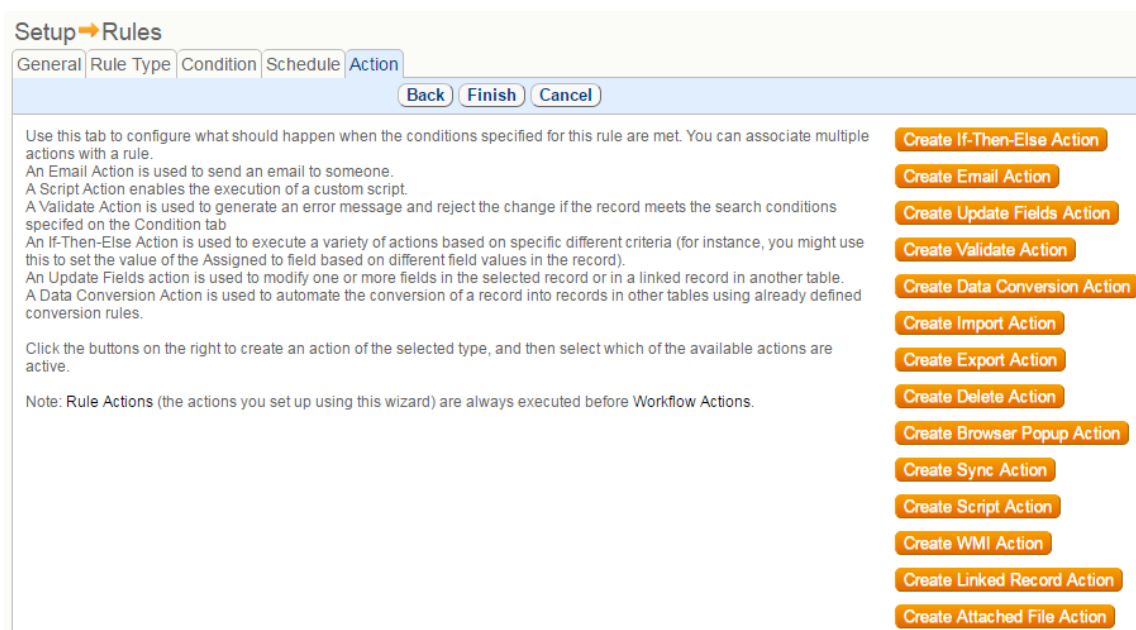 Setup Rules
General Rule Type Condition Schedule Action
Back Finish Cancel
Use this tab to configure what should happen when the conditions specified for this rule are met. You can associate multiple
actions with a rule.
An Email Action is used to send an email to someone.
A Script Action enables the execution of a custom script.
A Validate Action is used to generate an error message and reject the change if the record meets the search conditions
specifed on the Condition tab
An If-Then-Else Action is used to execute a variety of actions based on specific different criteria (for instance, you might use
this to set the value of the Assigned to field based on different field values in the record).
An Update Fields action is used to modify one or more fields in the selected record or in a linked record in another table.
A Data Conversion Action is used to automate the conversion of a record into records in other tables using already defined
conversion rules.
Click the buttons on the right to create an action of the selected type, and then select which of the available actions are
active.
Note: Rule Actions (the actions you set up using this wizard) are always executed before Workflow Actions.
Create If-Then-Else Action
Create Email Action
Create Update Fields Action
Create Validate Action
Create Data Conversion Action
Create Import Action
Create Export Action
Create Delete Action
Create Browser Popup Action
Create Sync Action
Create Script Action
Create WMI Action
Create Linked Record Action
Create Attached File Action